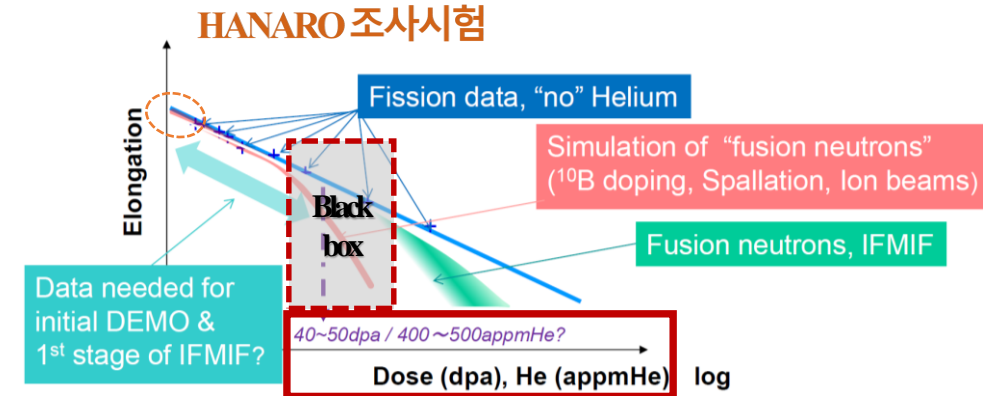 HANARO 조사시험
Fission data, “no” Helium
Simulation of “fusion neutrons”
(¹⁰B doping, Spallation, Ion beams)
Elongation
Black
box
Fusion neutrons, IFMIF
Data needed for
initial DEMO &
1ˢᵗ stage of IFMIF?
40~50dpa / 400～500appmHe?
Dose (dpa), He (appmHe) log